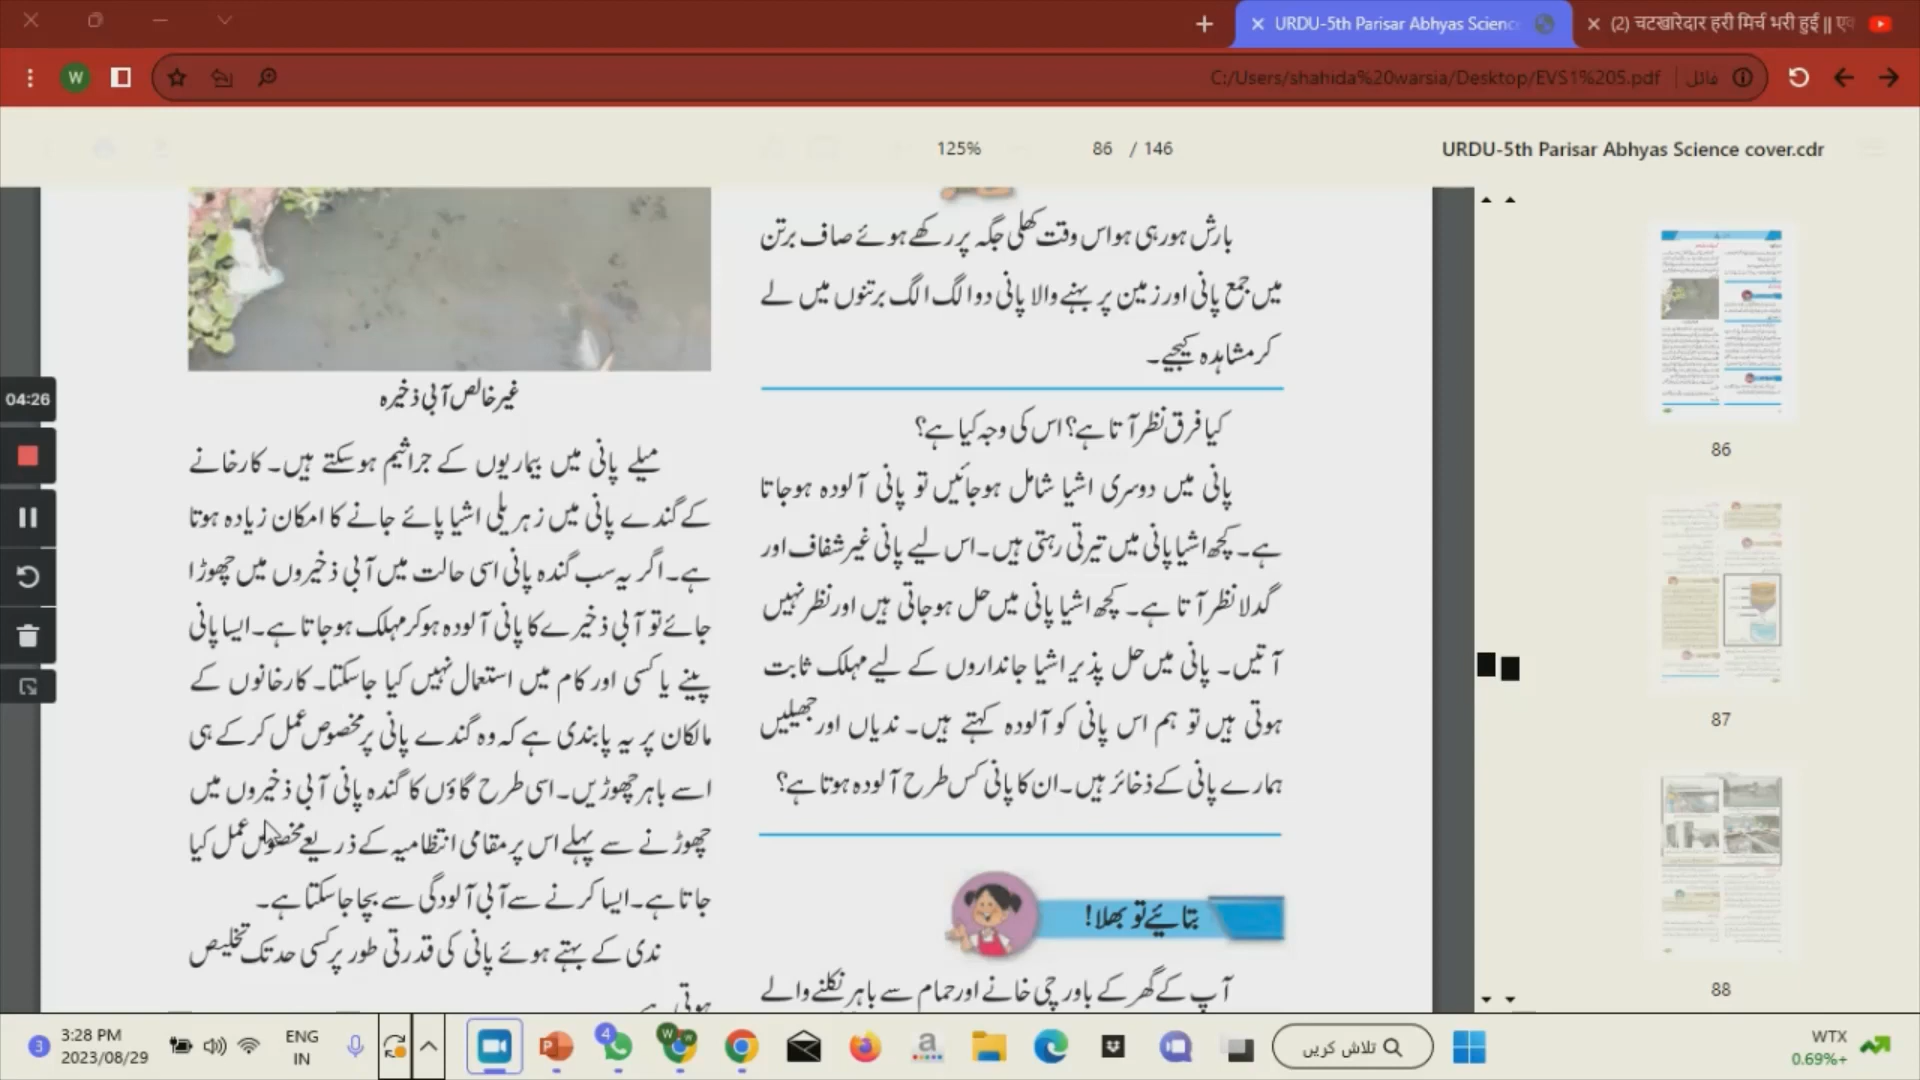 URDU-5th Parisar Abhyas Scienc
(2) चटखारेदार हरी मिर्च भरी हुई || एव
W
C:/Users/shahida%20warsia/Desktop/EVS1%205.pdf
فائل
125%
86 / 146
URDU-5th Parisar Abhyas Science cover.cdr
بارش ہو رہی ہو اس وقت کھلی جگہ پر رکھے ہوئے صاف برتن
میں جمع پانی اور زمین پر بہنے والا پانی دو الگ الگ برتنوں میں لے
کر مشاہدہ کیجیے۔
کیا فرق نظر آتا ہے؟ اس کی وجہ کیا ہے؟
پانی میں دوسری اشیا شامل ہوجائیں تو پانی آلودہ ہوجاتا
ہے۔ کچھ اشیا پانی میں تیرتی رہتی ہیں۔ اس لیے پانی غیر شفاف اور
گدلا نظر آتا ہے۔ کچھ اشیا پانی میں حل ہوجاتی ہیں اور نظر نہیں
آتیں۔ پانی میں حل پذیر اشیا جانداروں کے لیے مہلک ثابت
ہوتی ہیں تو ہم اس پانی کو آلودہ کہتے ہیں۔ ندیاں اور جھیلیں
ہمارے پانی کے ذخائر ہیں۔ ان کا پانی کس طرح آلودہ ہوتا ہے؟
بتائیے تو بھلا!
آپ کے گھر کے باورچی خانے اور حمام سے باہر نکلنے والے
غیر خالص آبی ذخیرہ
میلے پانی میں بیماریوں کے جراثیم ہوسکتے ہیں۔ کارخانے
کے گندے پانی میں زہریلی اشیا پائے جانے کا امکان زیادہ ہوتا
ہے۔ اگر یہ سب گندہ پانی اسی حالت میں آبی ذخیروں میں چھوڑا
جائے تو آبی ذخیرے کا پانی آلودہ ہوکر مہلک ہوجاتا ہے۔ ایسا پانی
پینے یا کسی اور کام میں استعمال نہیں کیا جاسکتا۔ کارخانوں کے
مالکان پر یہ پابندی ہے کہ وہ گندے پانی پر مخصوص عمل کرکے ہی
اسے باہر چھوڑیں۔ اسی طرح گاؤں کا گندہ پانی آبی ذخیروں میں
چھوڑنے سے پہلے اس پر مقامی انتظامیہ کے ذریعے مخصوص عمل کیا
جاتا ہے۔ ایسا کرنے سے آبی آلودگی سے بچا جاسکتا ہے۔
ندی کے بہتے ہوئے پانی کی قدرتی طور پر کسی حد تک تخلیص
ہوتی ہے
04:26
86
87
88
3
3:28 PM
2023/08/29
ENG
IN
4
تلاش کریں
WTX
0.69%+